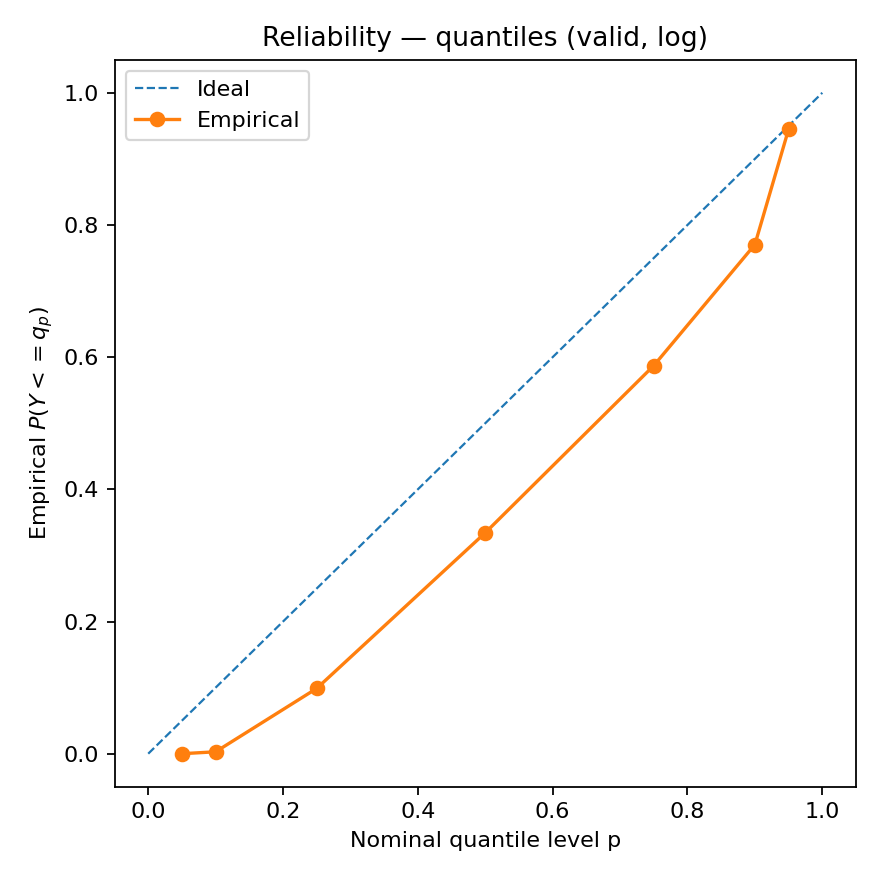 Reliability — quantiles (valid, log)
Ideal
Empirical
1.0
0.8
0.6
0.4
0.2
0.0
Empirical P(Y <= q_p)
0.0 0.2 0.4 0.6 0.8 1.0
Nominal quantile level p